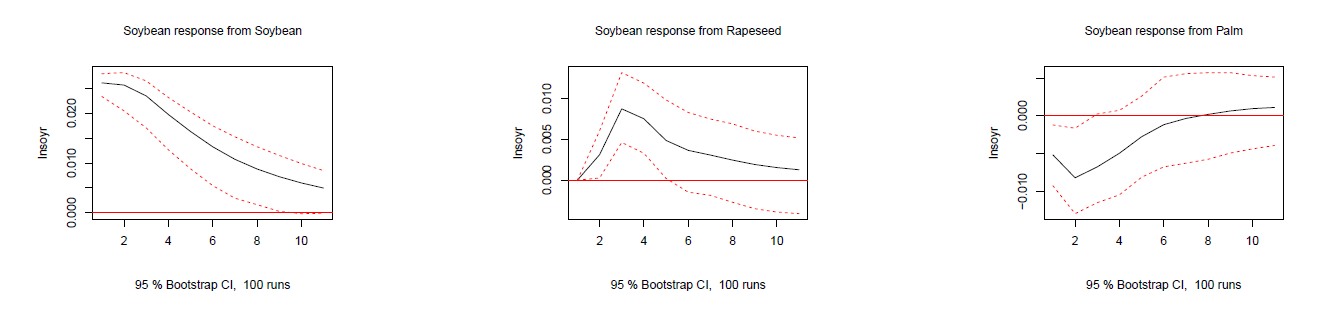 Soybean response from Soybean
lnsoyr
0.000 0.010 0.020
2 4 6 8 10
95 % Bootstrap CI, 100 runs
Soybean response from Rapeseed
lnsoyr
0.000 0.005 0.010
2 4 6 8 10
95 % Bootstrap CI, 100 runs
Soybean response from Palm
lnsoyr
−0.010 0.000
2 4 6 8 10
95 % Bootstrap CI, 100 runs